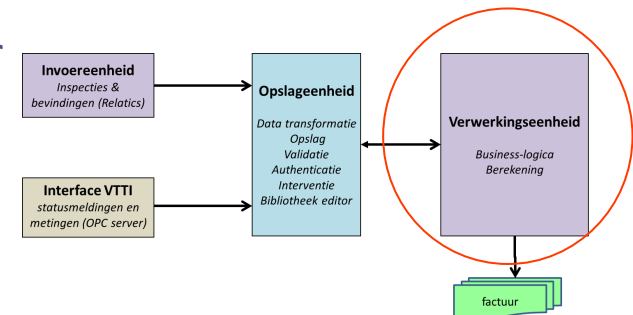 Invoereenheid
Inspecties &
bevindingen (Relatics)
Interface VTTI
statusmeldingen en
metingen (OPC server)
Opslageenheid
Data transformatie
Opslag
Validatie
Authenticatie
Interventie
Bibliotheek editor
Verwerkingseenheid
Business-logica
Berekening
factuur